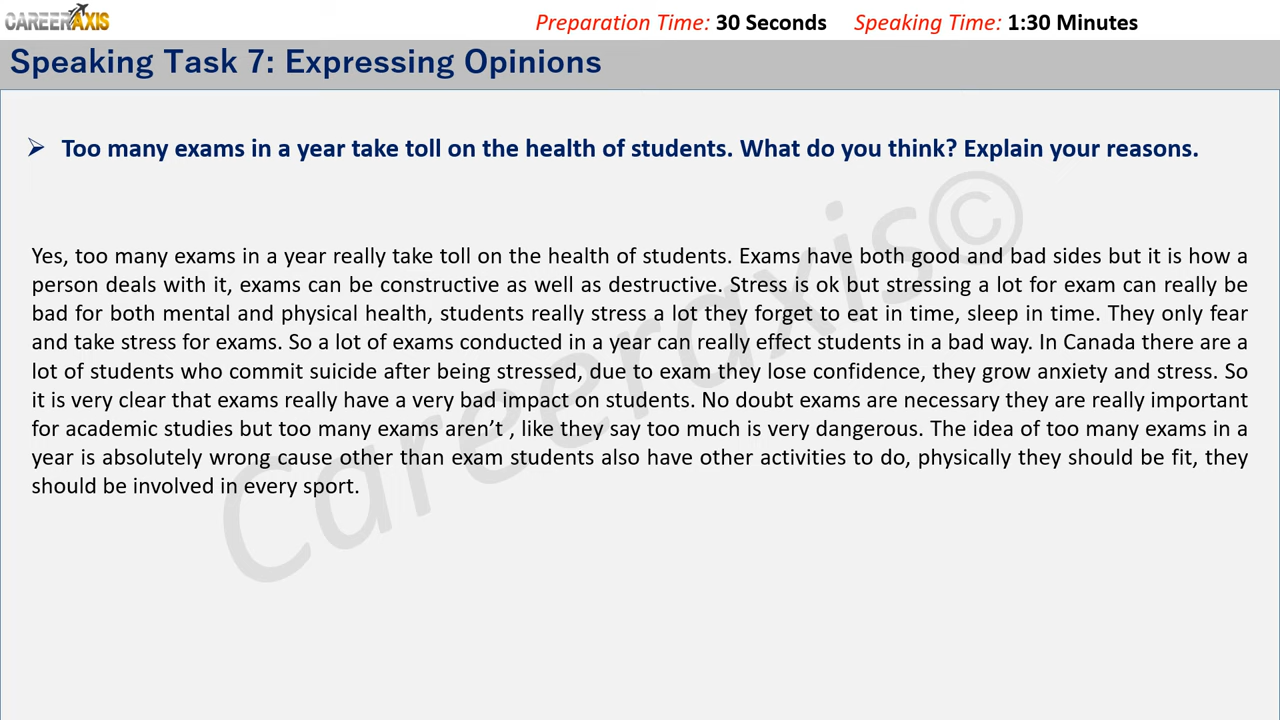 CAREERAXIS
Preparation Time: 30 Seconds Speaking Time: 1:30 Minutes
Speaking Task 7: Expressing Opinions
Too many exams in a year take toll on the health of students. What do you think? Explain your reasons.
Yes, too many exams in a year really take toll on the health of students. Exams have both good and bad sides but it is how a
person deals with it, exams can be constructive as well as destructive. Stress is ok but stressing a lot for exam can really be
bad for both mental and physical health, students really stress a lot they forget to eat in time, sleep in time. They only fear
and take stress for exams. So a lot of exams conducted in a year can really effect students in a bad way. In Canada there are a
lot of students who commit suicide after being stressed, due to exam they lose confidence, they grow anxiety and stress. So
it is very clear that exams really have a very bad impact on students. No doubt exams are necessary they are really important
for academic studies but too many exams aren’t , like they say too much is very dangerous. The idea of too many exams in a
year is absolutely wrong cause other than exam students also have other activities to do, physically they should be fit, they
should be involved in every sport.
Careeraxis©